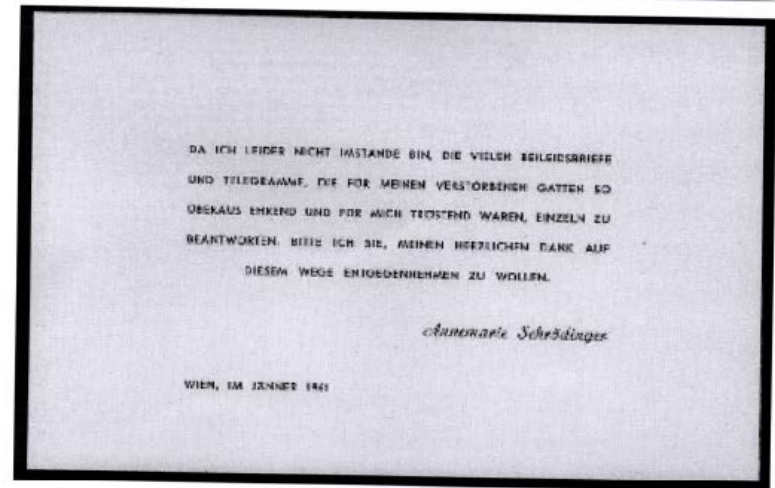 DA ICH LEIDER NICHT IMSTANDE BIN, DIE VIELEN BEILEIDSBRIEFE
UND TELEGRAMME, DIE FÜR MEINEN VERSTORBENEN GATTEN SO
ÜBERAUS EHREND UND FÜR MICH TRÖSTEND WAREN, EINZELN ZU
BEANTWORTEN, BITTE ICH SIE, MEINEN HERZLICHEN DANK AUF
DIESEM WEGE ENTGEGENNEHMEN ZU WOLLEN.
Annemarie Schrödinger
WIEN, IM JÄNNER 1961